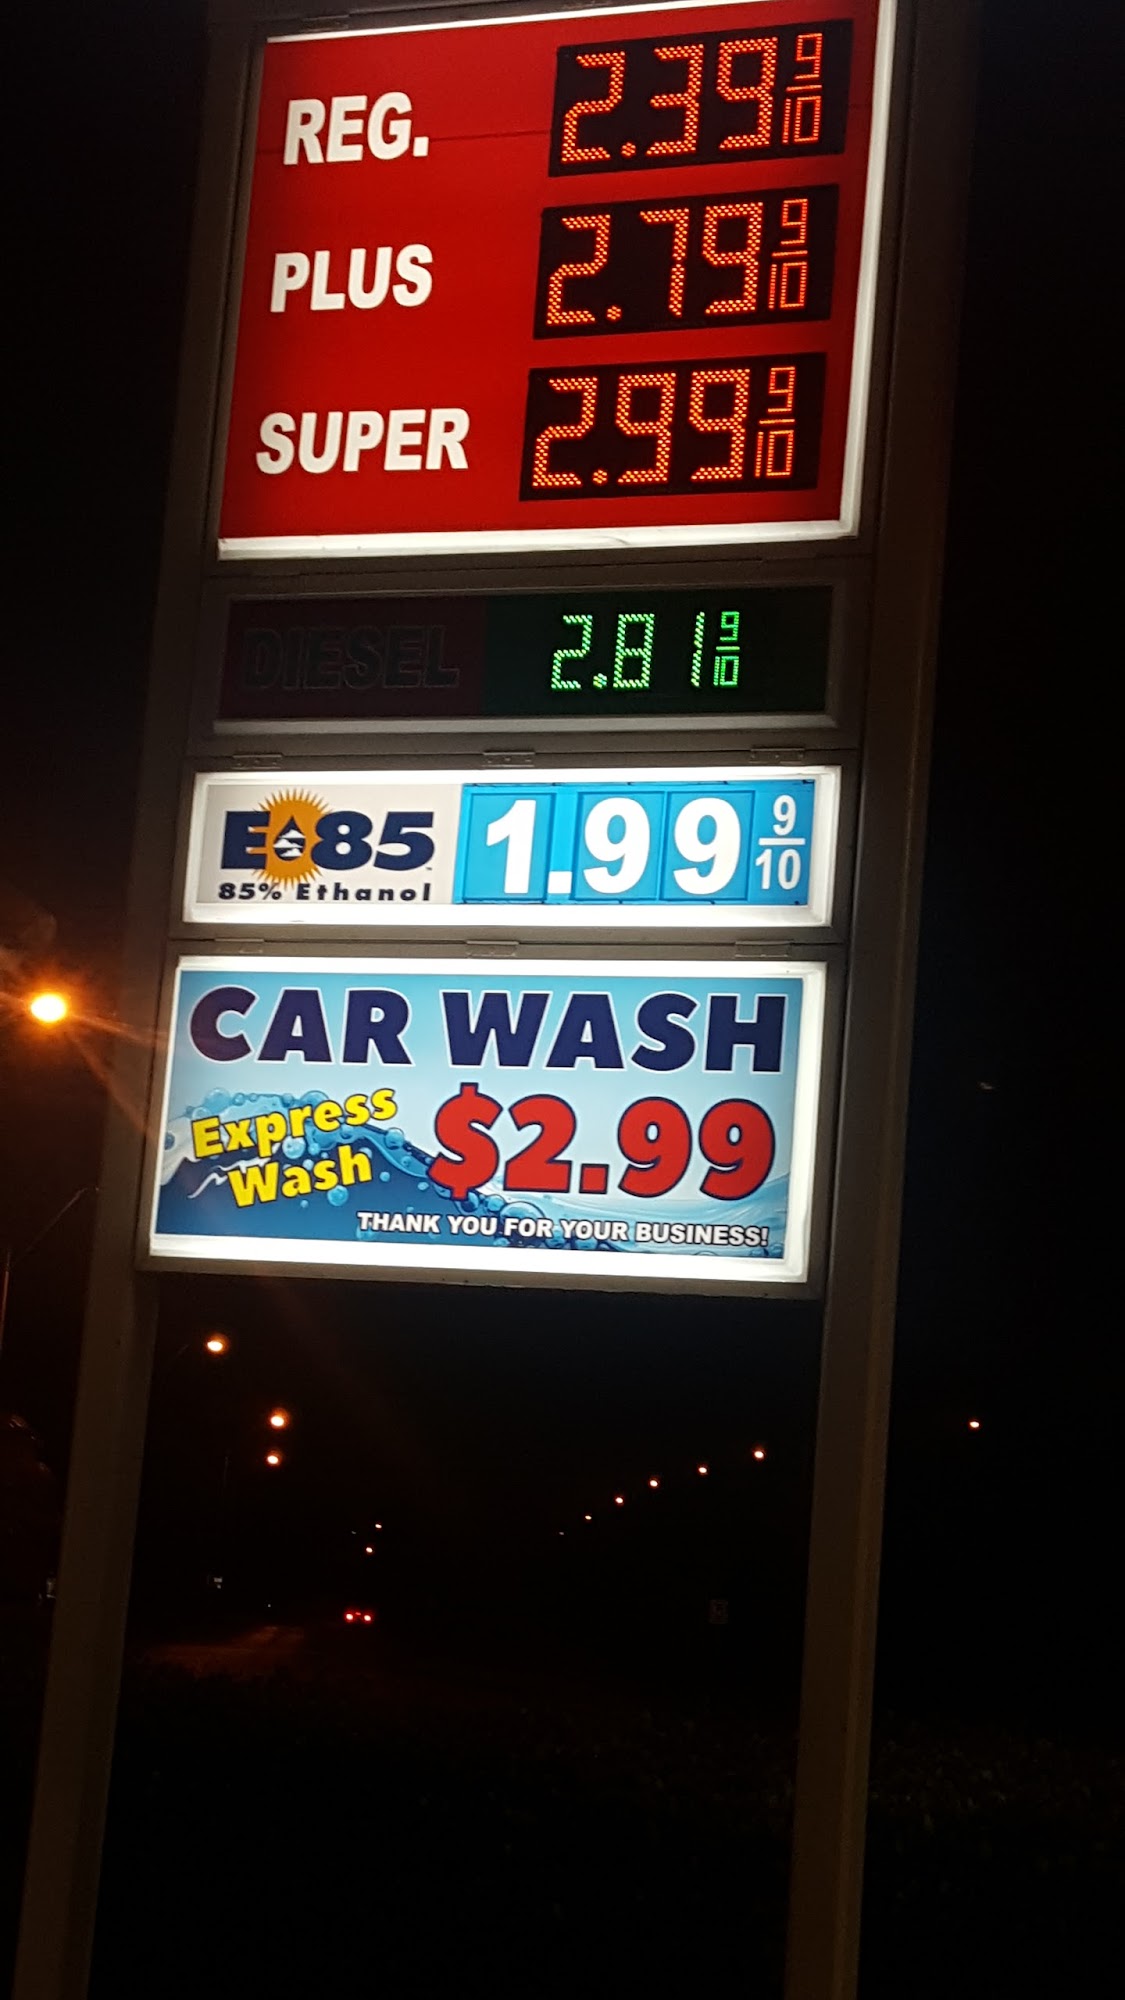 REG. 2.39 9/10
PLUS 2.79 9/10
SUPER 2.99 9/10
DIESEL 2.81 9/10
E85 1.99 9/10
85% Ethanol
CAR WASH
Express
Wash
$2.99
THANK YOU FOR YOUR BUSINESS!